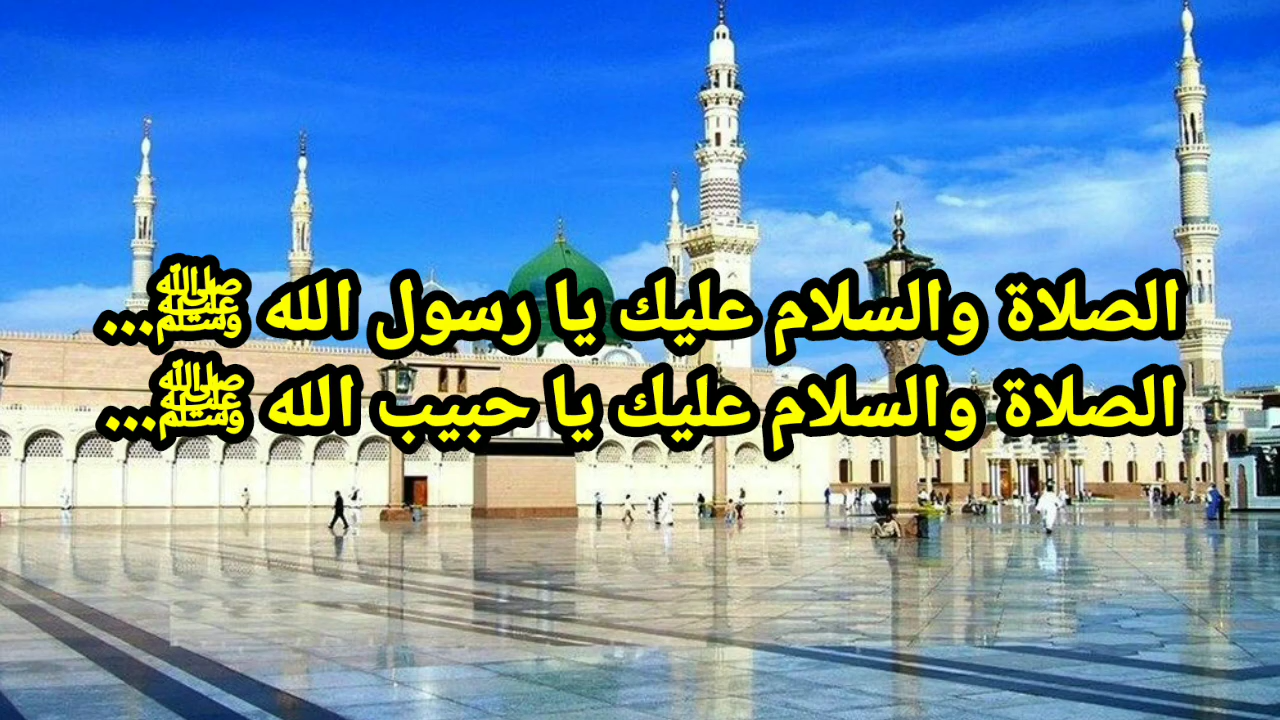 الصلاة والسلام عليك يا رسول الله ﷺ...
الصلاة والسلام عليك يا حبيب الله ﷺ...